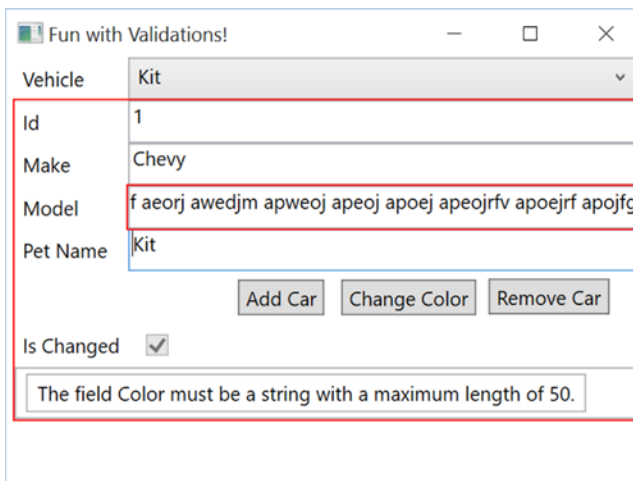 Fun with Validations!
Vehicle Kit
Id 1
Make Chevy
Model f aeorj awedjm apweoj apeoj apoej apeojrfv apoejrf apojfg
Pet Name Kit
Add Car Change Color Remove Car
Is Changed
The field Color must be a string with a maximum length of 50.